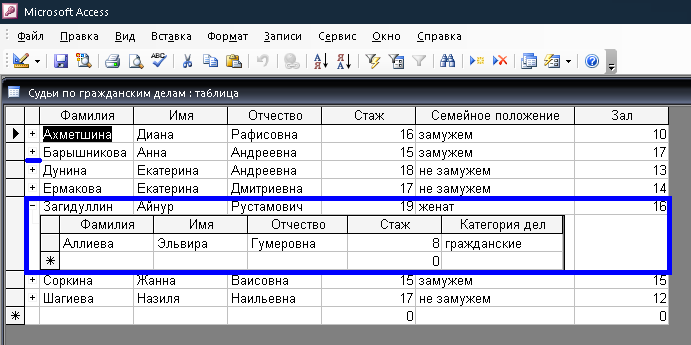 Microsoft Access
Файл Правка Вид Вставка Формат Записи Сервис Окно Справка
Судьи по гражданским делам : таблица
Фамилия Имя Отчество Стаж Семейное положение Зал
+ Ахметшина Диана Рафисовна 16 замужем 10
+ Барышникова Анна Андреевна 15 замужем 17
+ Дунина Екатерина Андреевна 18 не замужем 13
+ Ермакова Екатерина Дмитриевна 17 не замужем 14
− Загидуллин Айнур Рустамович 19 женат 16
Фамилия Имя Отчество Стаж Категория дел
Аллиева Эльвира Гумеровна 8 гражданские
* 0
+ Соркина Жанна Ваисовна 15 замужем 15
+ Шагиева Назиля Наильевна 17 не замужем 12
* 0 0